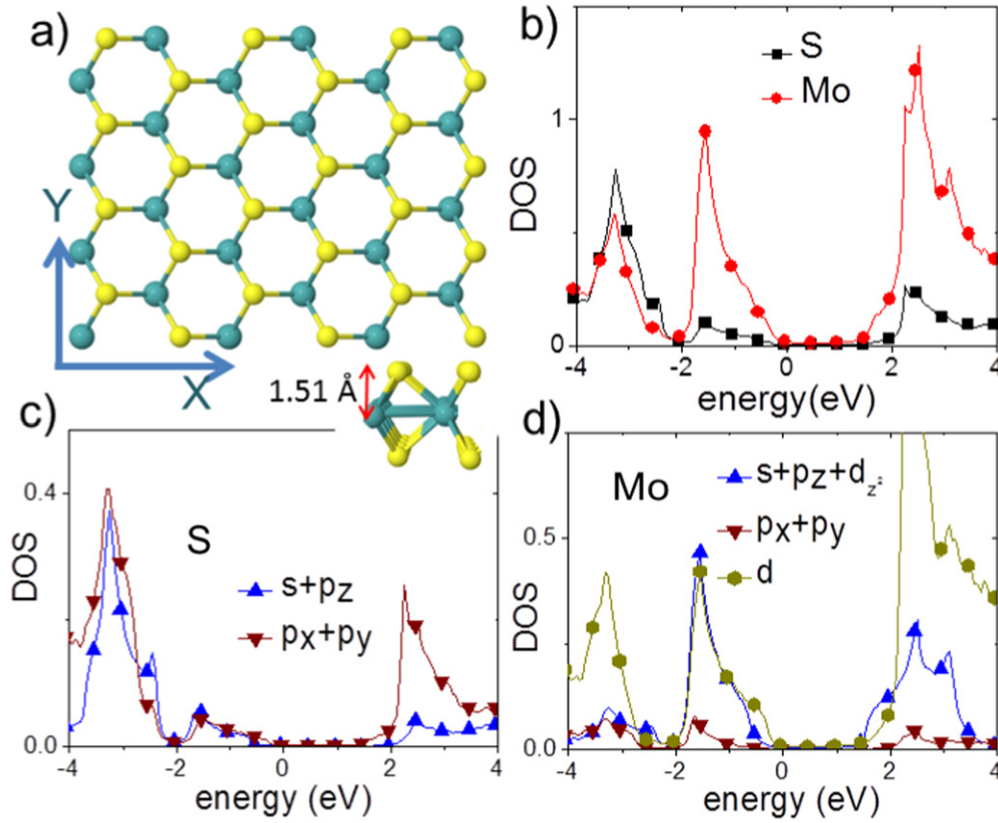 a)
Y
X
1.51 Å
b)
S
Mo
DOS
1
0
-4 -2 0 2 4
energy(eV)
c)
S
s+pz
px+py
DOS
0.4
0.0
-4 -2 0 2 4
energy (eV)
d)
Mo
s+pz+dz²
px+py
d
DOS
0.5
0.0
-4 -2 0 2 4
energy (eV)